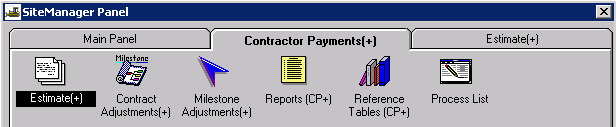 SiteManager Panel
Main Panel
Contractor Payments(+)
Estimate(+)
Milestone
Estimate(+)
Contract
Adjustments(+)
Milestone
Adjustments(+)
Reports (CP+)
Reference
Tables (CP+)
Process List